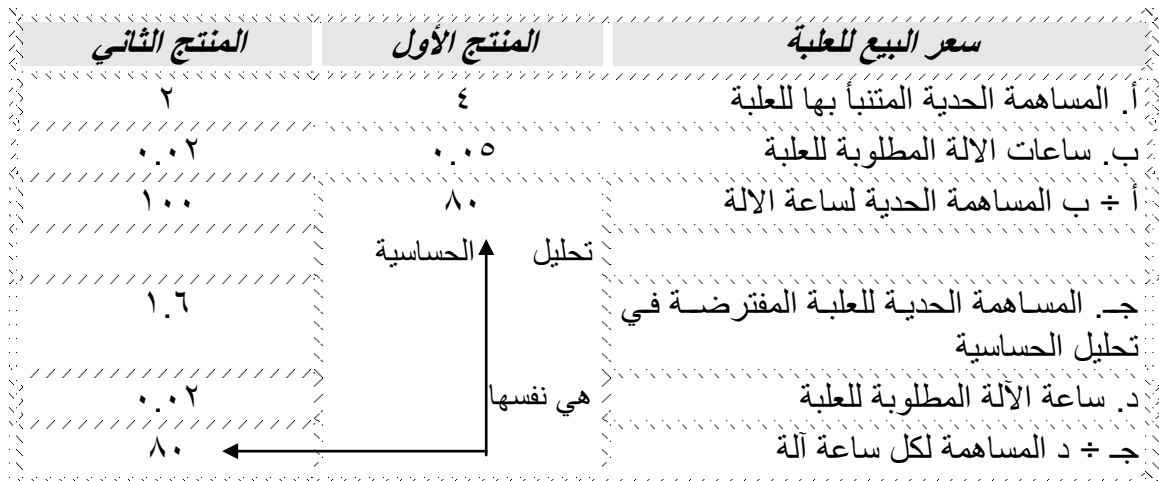 سعر البيع للعلبة المنتج الأول المنتج الثاني
أ. المساهمة الحدية المتنبأ بها للعلبة ٤ ٢
ب. ساعات الالة المطلوبة للعلبة ٠.٠٥ ٠.٠٢
أ ÷ ب المساهمة الحدية لساعة الالة ٨٠ ١٠٠
تحليل الحساسية
جـ. المساهمة الحدية للعلبة المفترضة في ١.٦
تحليل الحساسية
د. ساعة الآلة المطلوبة للعلبة هي نفسها ٠.٠٢
جـ ÷ د المساهمة لكل ساعة آلة ٨٠